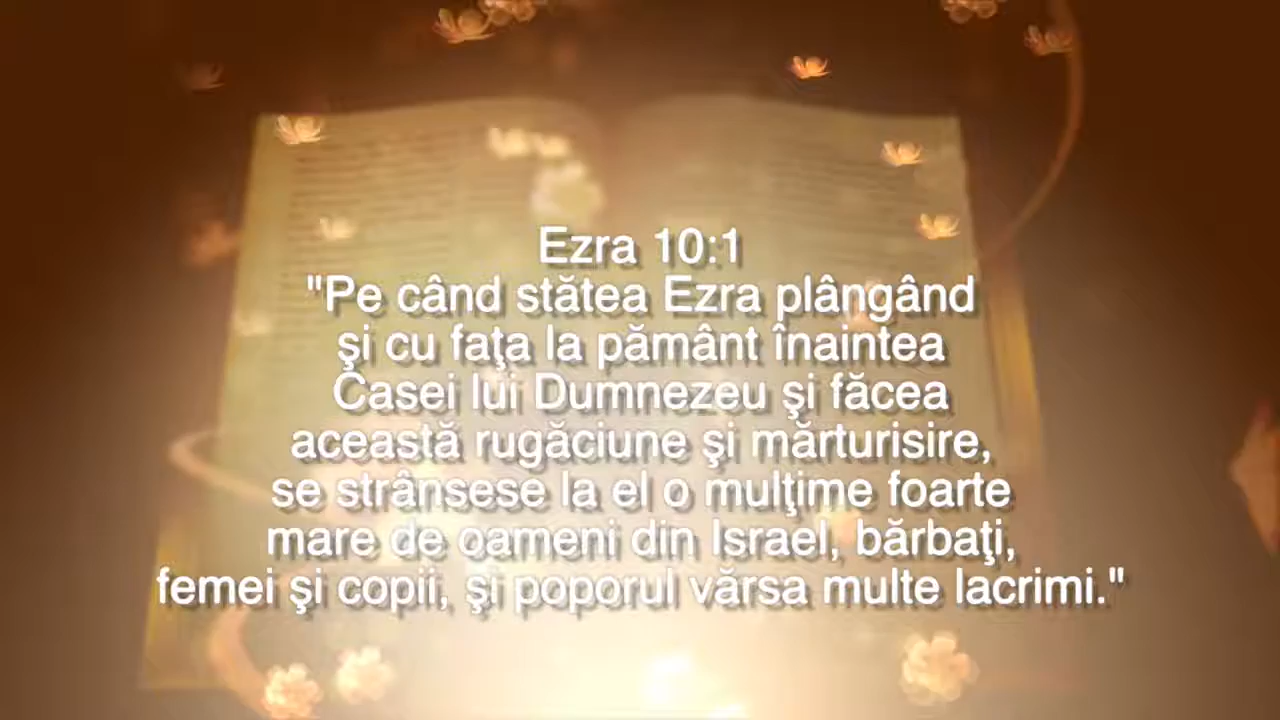 Ezra 10:1
"Pe când stătea Ezra plângând
şi cu faţa la pământ înaintea
Casei lui Dumnezeu şi făcea
această rugăciune şi mărturisire,
se strânsese la el o mulţime foarte
mare de oameni din Israel, bărbaţi,
femei şi copii, şi poporul vărsa multe lacrimi."